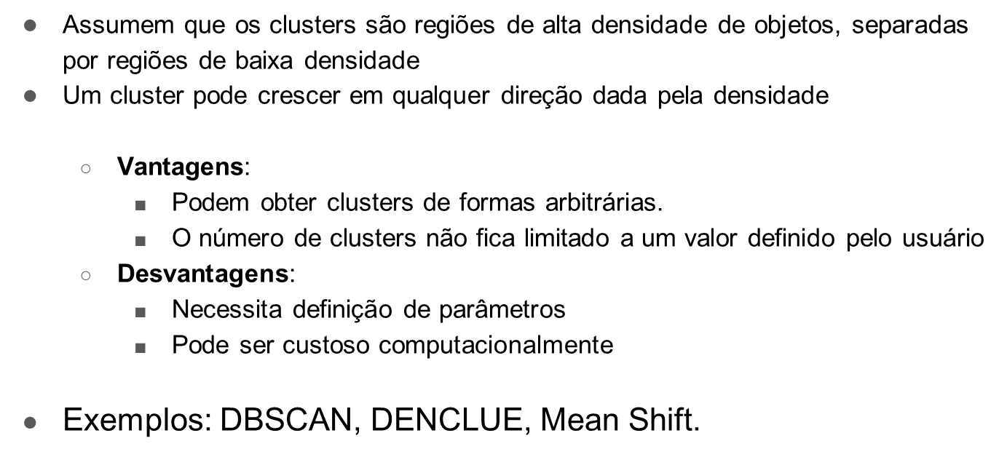 ● Assumem que os clusters são regiões de alta densidade de objetos, separadas
por regiões de baixa densidade
● Um cluster pode crescer em qualquer direção dada pela densidade
○ Vantagens:
■ Podem obter clusters de formas arbitrárias.
■ O número de clusters não fica limitado a um valor definido pelo usuário
○ Desvantagens:
■ Necessita definição de parâmetros
■ Pode ser custoso computacionalmente
● Exemplos: DBSCAN, DENCLUE, Mean Shift.